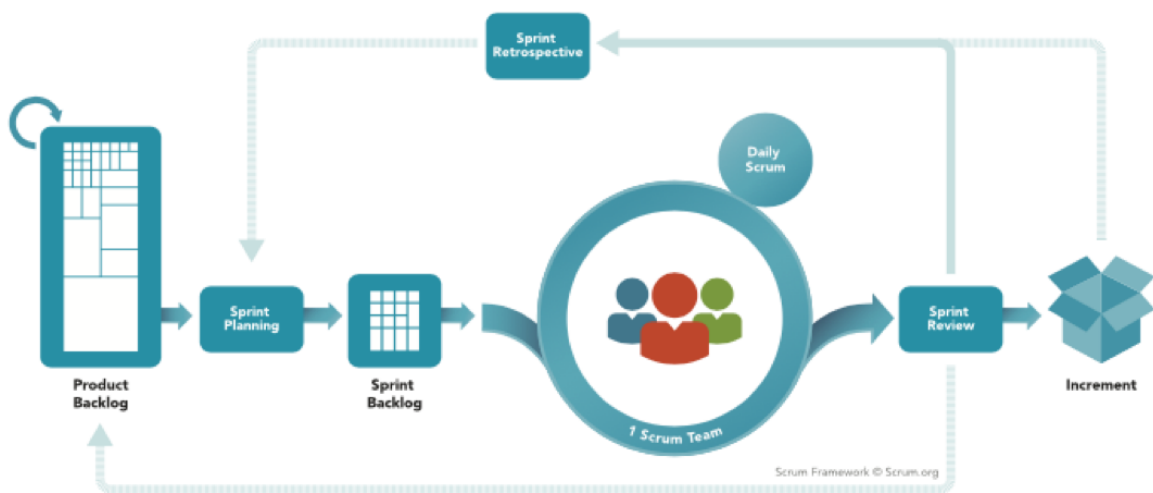 Sprint
Retrospective
Daily
Scrum
Sprint
Planning
Sprint
Review
Product
Backlog
Sprint
Backlog
Increment
1 Scrum Team
Scrum Framework © Scrum.org